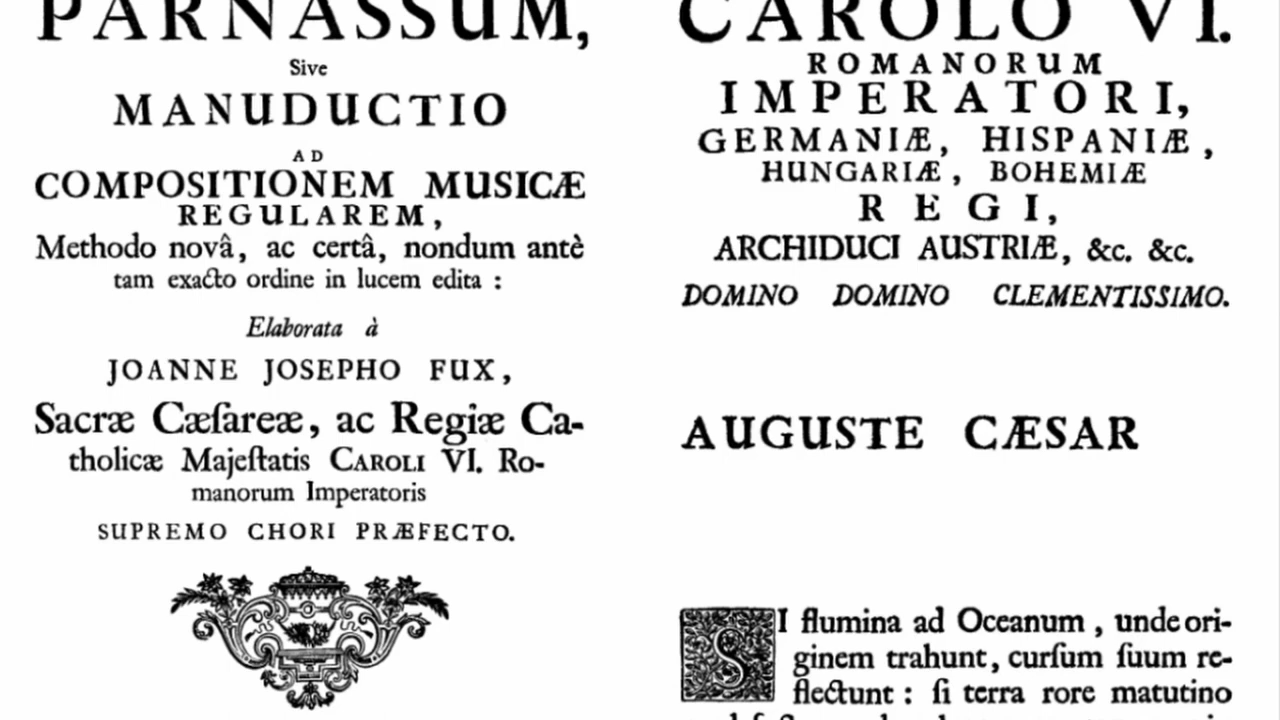 PARNASSUM,
Sive
MANUDUCTIO
AD
COMPOSITIONEM MUSICÆ
REGULAREM,
Methodo novâ, ac certâ, nondum antè
tam exacto ordine in lucem edita :
Elaborata à
JOANNE JOSEPHO FUX,
Sacræ Cæſareæ, ac Regiæ Ca-
tholicæ Majeſtatis CAROLI VI. Ro-
manorum Imperatoris
SUPREMO CHORI PRÆFECTO.
CAROLO VI.
ROMANORUM
IMPERATORI,
GERMANIÆ, HISPANIÆ,
HUNGARIÆ, BOHEMIÆ
REGI,
ARCHIDUCI AUSTRIÆ, &c. &c.
DOMINO DOMINO CLEMENTISSIMO.
AUGUSTE CÆSAR
SI flumina ad Oceanum, unde ori-
ginem trahunt, curſum ſuum re-
flectunt : ſi terra rore matutino